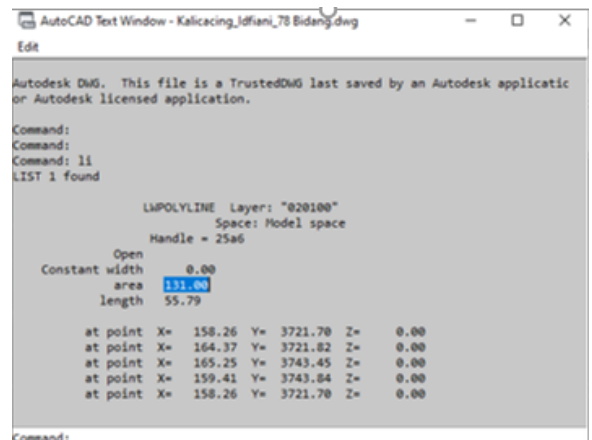 AutoCAD Text Window - Kalicacing_Idfiani_78 Bidang.dwg
Edit
Autodesk DWG.  This file is a TrustedDWG last saved by an Autodesk applicatic
or Autodesk licensed application.
Command:
Command:
Command: li
LIST 1 found
LWPOLYLINE  Layer: "020100"
Space: Model space
Handle = 25a6
Open
Constant width    0.00
area   131.00
length   55.79
at point  X=   158.26  Y=  3721.70  Z=    0.00
at point  X=   164.37  Y=  3721.82  Z=    0.00
at point  X=   165.25  Y=  3743.45  Z=    0.00
at point  X=   159.41  Y=  3743.84  Z=    0.00
at point  X=   158.26  Y=  3721.70  Z=    0.00
Command: